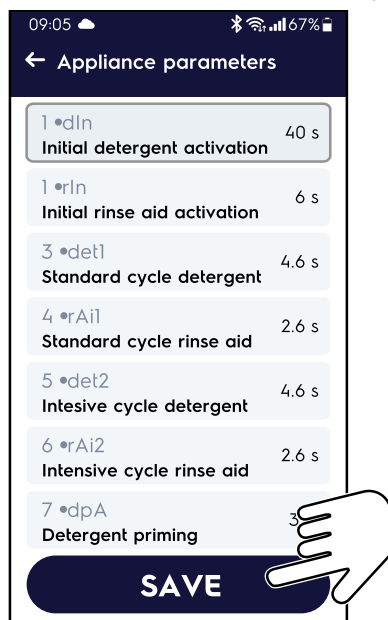 09:05 67%
← Appliance parameters
1 •dIn
Initial detergent activation
40 s
1 •rIn
Initial rinse aid activation
6 s
3 •det1
Standard cycle detergent
4.6 s
4 •rAi1
Standard cycle rinse aid
2.6 s
5 •det2
Intesive cycle detergent
4.6 s
6 •rAi2
Intensive cycle rinse aid
2.6 s
7 •dpA
Detergent priming
SAVE